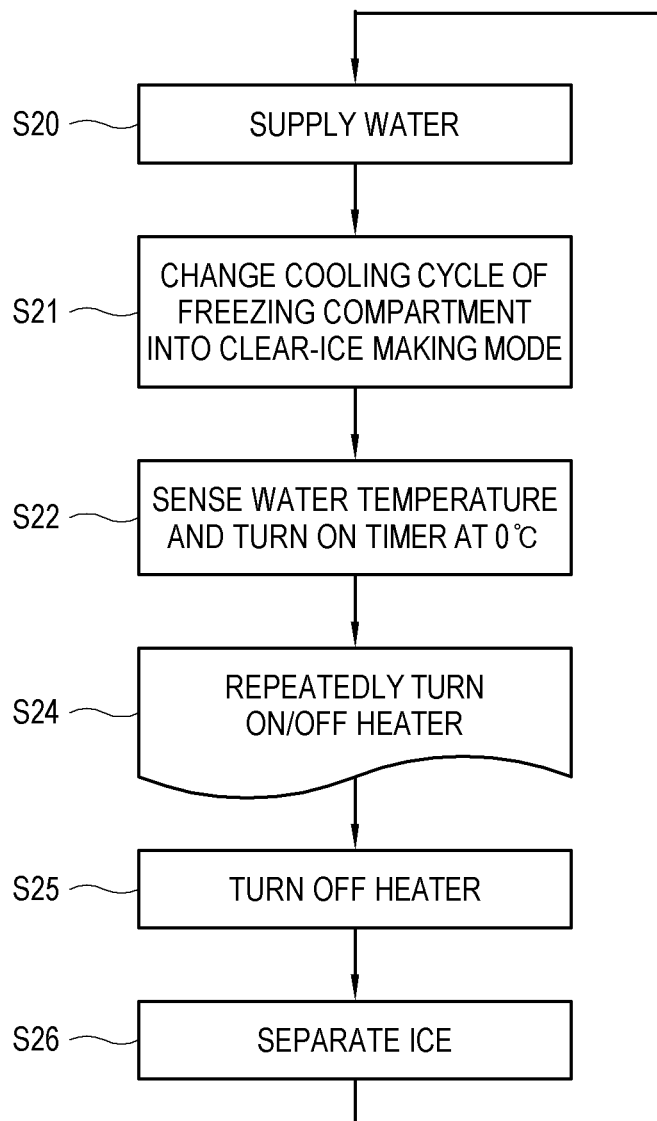 S20
SUPPLY WATER
S21
CHANGE COOLING CYCLE OF
FREEZING COMPARTMENT
INTO CLEAR-ICE MAKING MODE
S22
SENSE WATER TEMPERATURE
AND TURN ON TIMER AT 0℃
S24
REPEATEDLY TURN
ON/OFF HEATER
S25
TURN OFF HEATER
S26
SEPARATE ICE